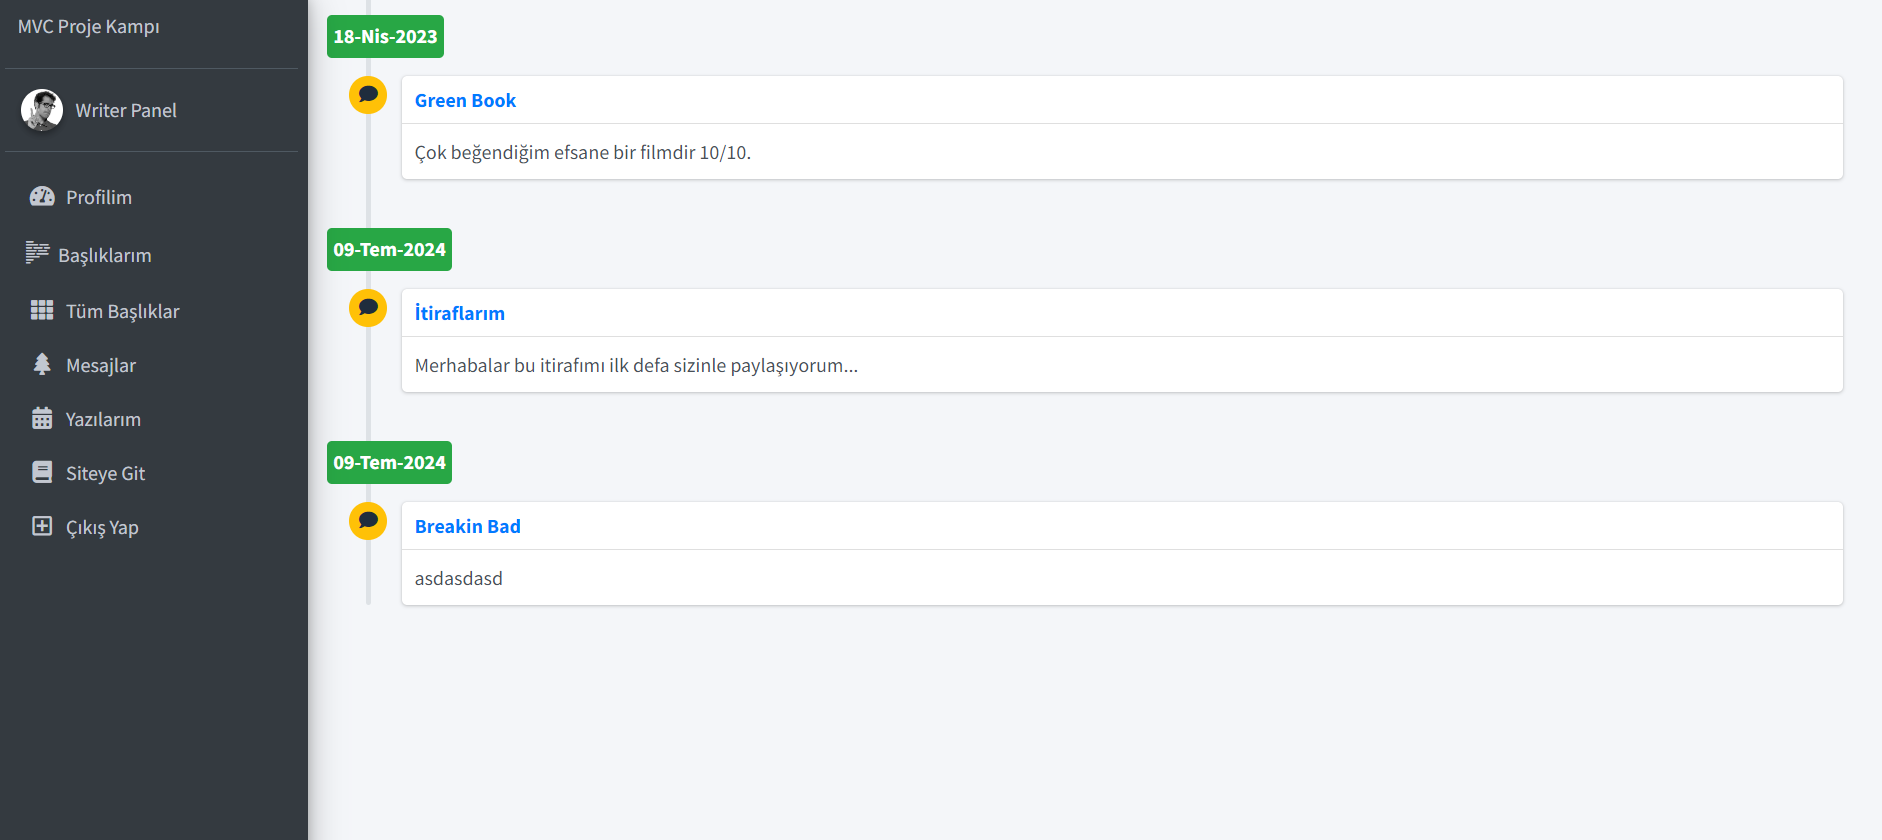 MVC Proje Kampı
Writer Panel
Profilim
Başlıklarım
Tüm Başlıklar
Mesajlar
Yazılarım
Siteye Git
Çıkış Yap
18-Nis-2023
Green Book
Çok beğendiğim efsane bir filmdir 10/10.
09-Tem-2024
İtiraflarım
Merhabalar bu itirafımı ilk defa sizinle paylaşıyorum...
09-Tem-2024
Breakin Bad
asdasdasd